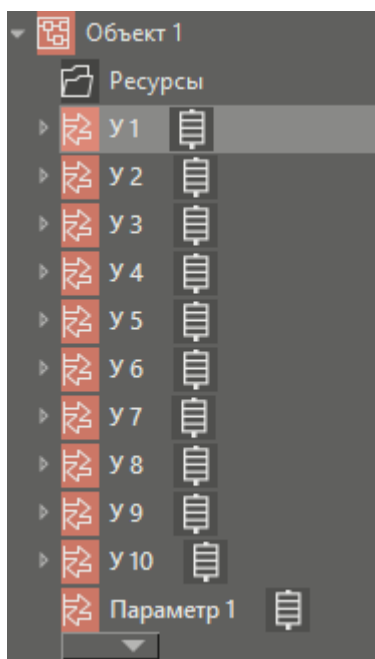 Объект 1
Ресурсы
У 1
У 2
У 3
У 4
У 5
У 6
У 7
У 8
У 9
У 10
Параметр 1